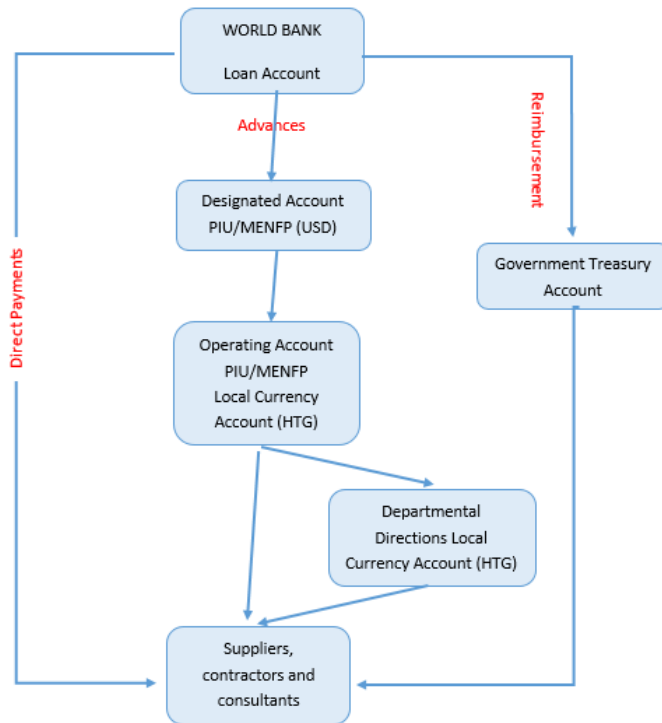 WORLD BANK
Loan Account
Advances
Reimbursement
Designated Account
PIU/MENFP (USD)
Direct Payments
Government Treasury
Account
Operating Account
PIU/MENFP
Local Currency
Account (HTG)
Departmental
Directions Local
Currency Account (HTG)
Suppliers,
contractors and
consultants